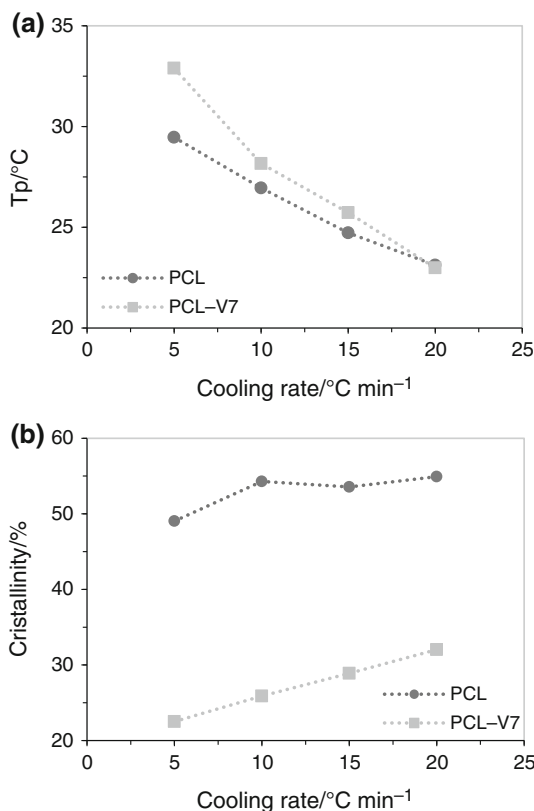 (a)
35
30
25
20
Tp/°C
PCL
PCL–V7
0 5 10 15 20 25
Cooling rate/°C min⁻¹
(b)
60
50
40
30
20
Cristallinity/%
PCL
PCL–V7
0 5 10 15 20 25
Cooling rate/°C min⁻¹